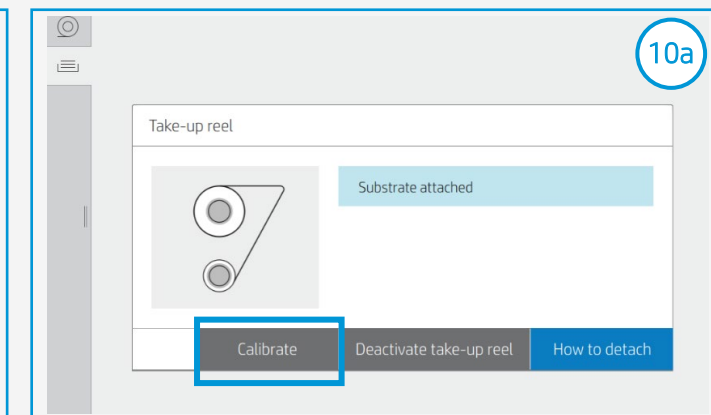 10a
Take-up reel
Substrate attached
Calibrate
Deactivate take-up reel
How to detach